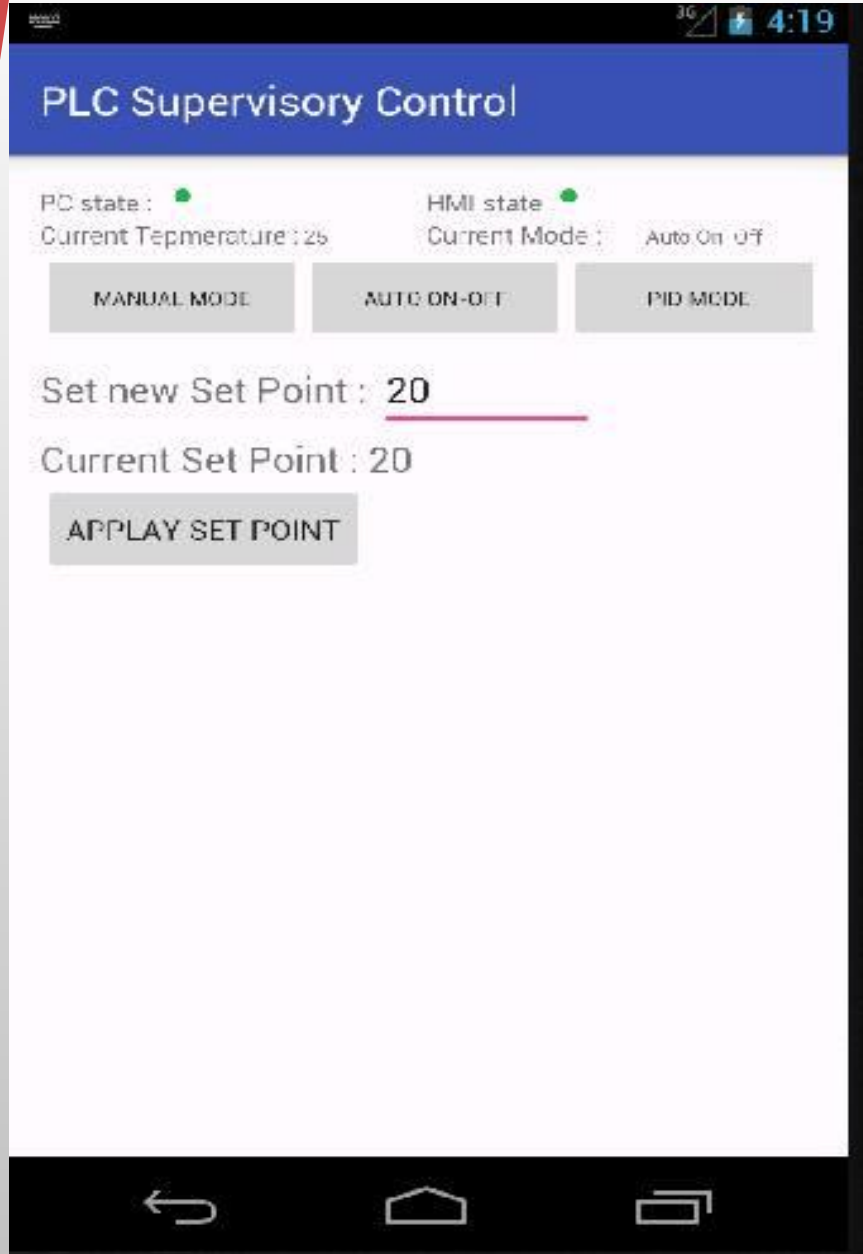 3G 4:19
PLC Supervisory Control
PC state : HMI state
Current Tepmerature : 25 Current Mode : Auto On Off
MANUAL MODE AUTO ON-OFF PID MODE
Set new Set Point : 20
Current Set Point : 20
APPLAY SET POINT